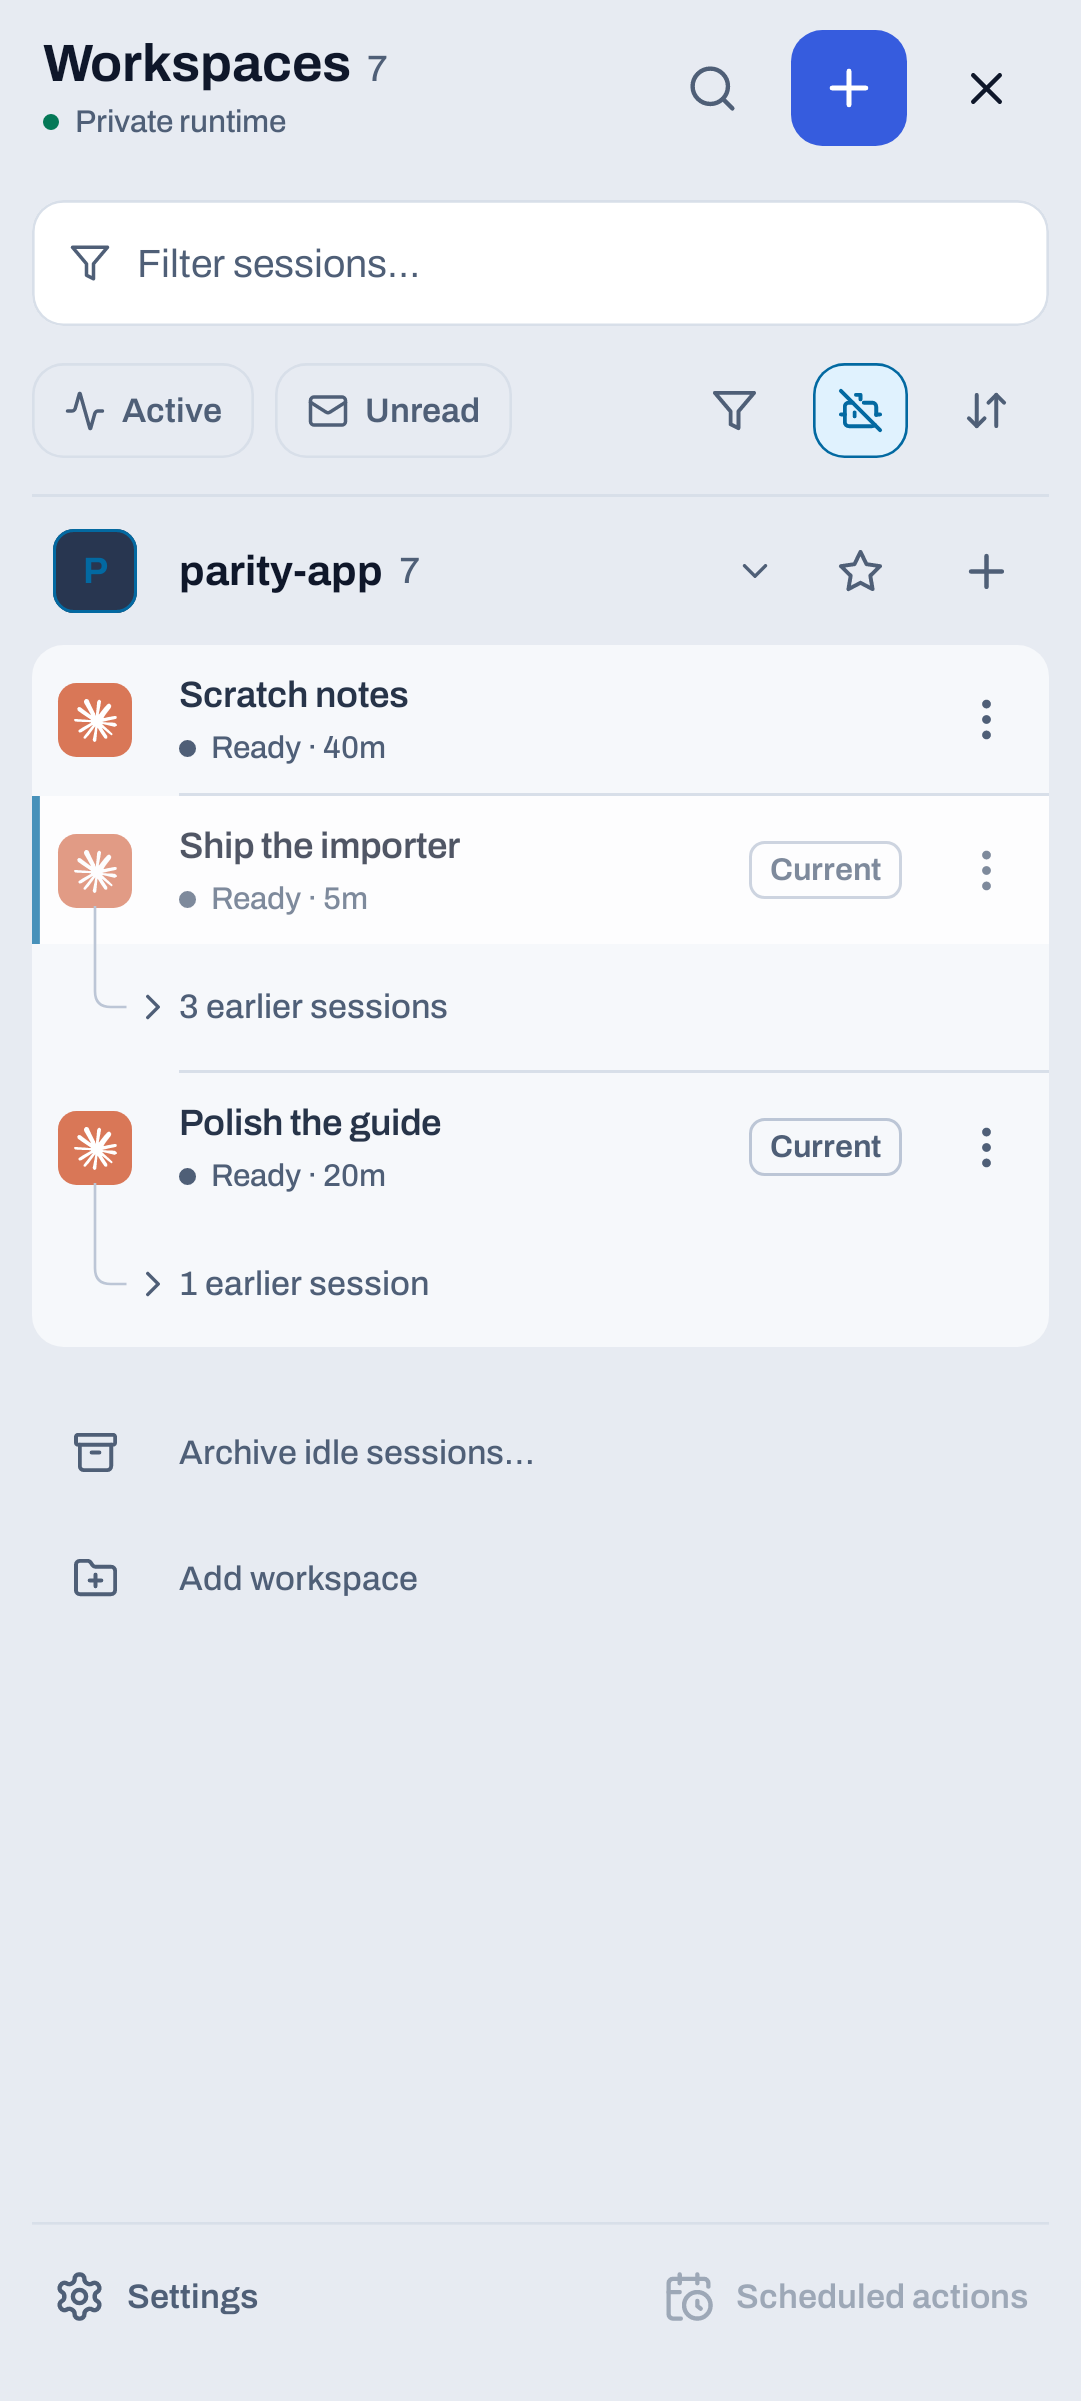 Workspaces 7
Private runtime
Filter sessions...
Active
Unread
P
parity-app 7
Scratch notes
Ready · 40m
Ship the importer
Ready · 5m
Current
3 earlier sessions
Polish the guide
Ready · 20m
Current
1 earlier session
Archive idle sessions...
Add workspace
Settings
Scheduled actions